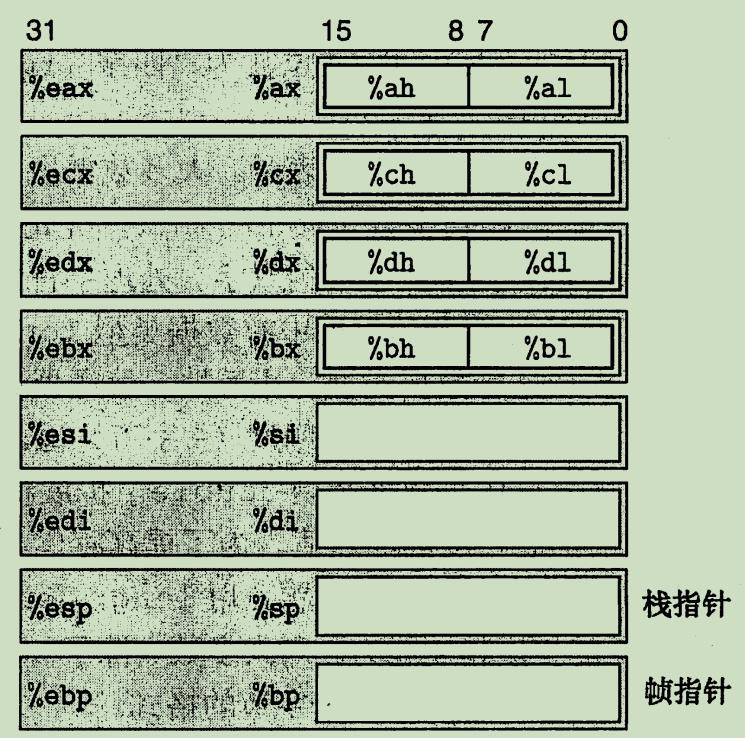 31 15 8 7 0
%eax %ax %ah %al
%ecx %cx %ch %cl
%edx %dx %dh %dl
%ebx %bx %bh %bl
%esi %si
%edi %di
%esp %sp 栈指针
%ebp %bp 帧指针